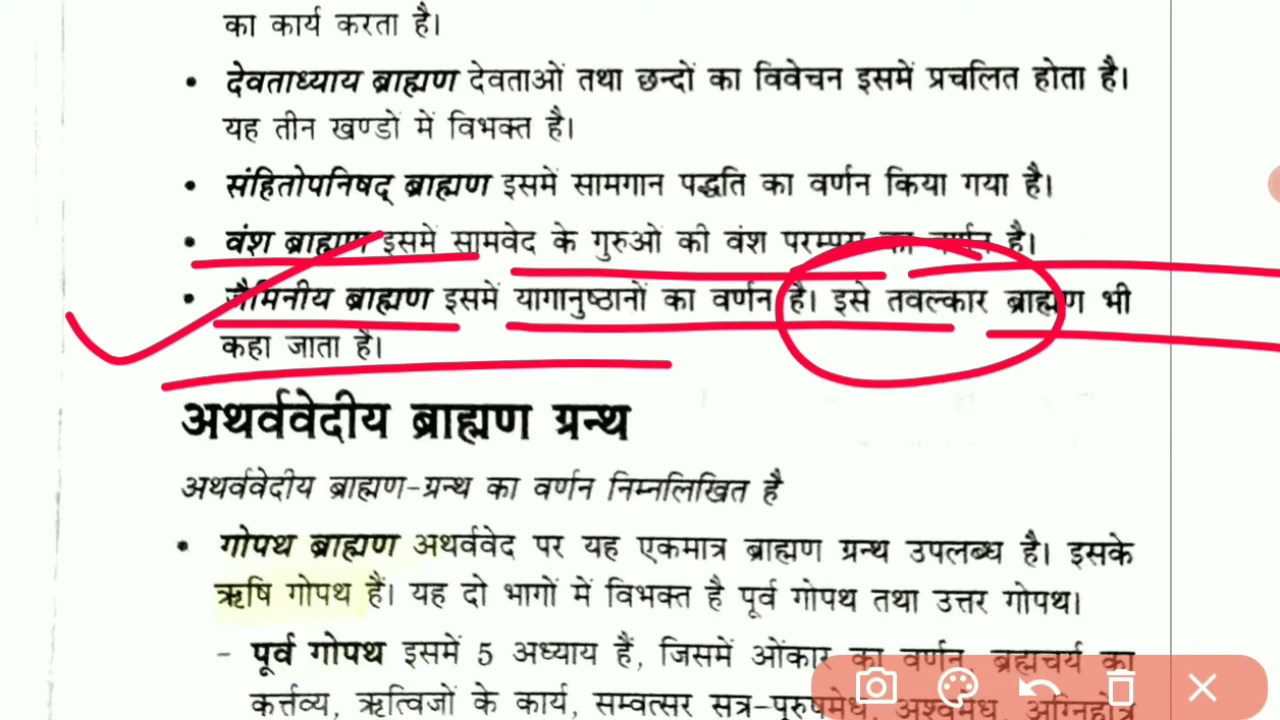 का कार्य करता है।
• देवताध्याय ब्राह्मण देवताओं तथा छन्दों का विवेचन इसमें प्रचलित होता है।
यह तीन खण्डों में विभक्त है।
• संहितोपनिषद् ब्राह्मण इसमें सामगान पद्धति का वर्णन किया गया है।
• वंश ब्राह्मण इसमें सामवेद के गुरुओं की वंश परम्परा का वर्णन है।
• जैमिनीय ब्राह्मण इसमें यागानुष्ठानों का वर्णन है। इसे तवल्कार ब्राह्मण भी
कहा जाता है।
अथर्ववेदीय ब्राह्मण ग्रन्थ
अथर्ववेदीय ब्राह्मण-ग्रन्थ का वर्णन निम्नलिखित है
• गोपथ ब्राह्मण अथर्ववेद पर यह एकमात्र ब्राह्मण ग्रन्थ उपलब्ध है। इसके
ऋषि गोपथ हैं। यह दो भागों में विभक्त है पूर्व गोपथ तथा उत्तर गोपथ।
– पूर्व गोपथ इसमें 5 अध्याय हैं, जिसमें ओंकार का वर्णन, ब्रह्मचर्य का
कर्त्तव्य, ऋत्विजों के कार्य, सम्वत्सर सत्र-पुरुषमेध, अश्वमेध, अग्निहोत्र